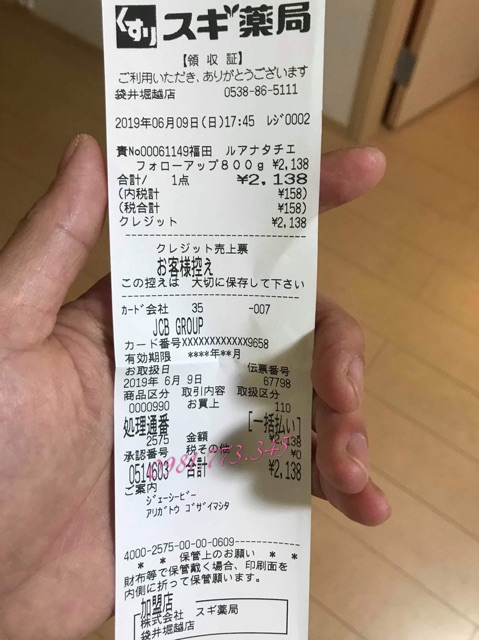 くすり スギ薬局
【領収証】
ご利用いただき、ありがとうございます
袋井堀越店 0538-86-5111
2019年06月09日(日)17:45 レジ0002
責No00061149福田 ルアナタチエ
フォローアップ800g ¥2,138
合計/ 1点 ¥2,138
(内税計 ¥158)
(税合計 ¥158)
クレジット ¥2,138
クレジット売上票
お客様控え
この控えは 大切に保存して下さい
カード会社 35 -007
JCB GROUP
カード番号XXXXXXXXXXXX9658
有効期限 ****年**月
お取扱日 伝票番号
2019年 6月 9日 67798
商品区分 取引内容 取扱区分
0000990 お買上 110
処理通番 [一括払い]
2575 金額 ¥2,138
承認番号 税その他 ¥0
0514603 合計 ¥2,138
ご案内
ジェーシービー
アリガトウ ゴザイマシタ
4000-2575-00-00-0609
* * 保管上のお願い * *
財布等で保管戴く場合、印刷面を
内側に折って保管願います。
加盟店
株式会社 スギ薬局
袋井堀越店